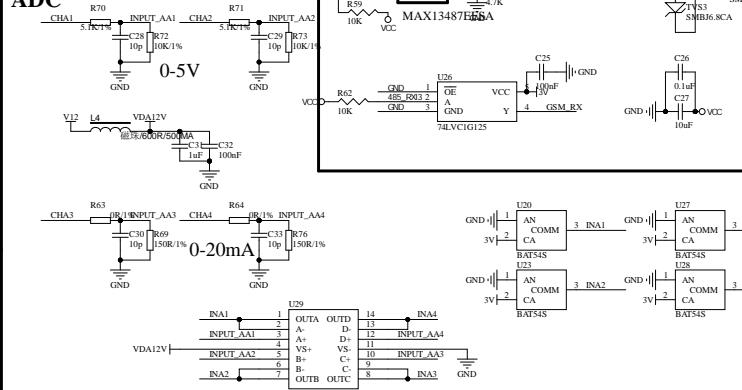 ADC
CHA1 R70 INPUT_AA1 CHA2 R71 INPUT_AA2
5.1K/1% 5.1K/1%
C28 R72 C29 R73
10p 10K/1% 10p 10K/1%
GND GND
0-5V
V12 L4 VDA12V
磁珠/600R/500MA
C31 C32
1uF 100nF
GND
CHA3 R63 INPUT_AA3 CHA4 R64 INPUT_AA4
0R/1% 0R/1%
C30 R69 C33 R76
10p 150R/1% 10p 150R/1%
GND GND
0-20mA
R59
10K
VCC
MAX13487EESA
4.7K
TVS3
SMBJ6.8CA
VCC R62
10K
U26
GND 1 OE VCC 5 3V
485_RXI3 2 A
GND 3 GND Y 4 GSM_RX
74LVC1G125
C25
100nF
GND
C26
0.1uF
C27
10uF
GND VCC
U20
GND 1 AN
COMM 3 INA1
3V 2 CA
BAT54S
U27
GND 1 AN
COMM 3
3V 2 CA
BAT54S
U23
GND 1 AN
COMM 3 INA2
3V 2 CA
BAT54S
U28
GND 1 AN
COMM 3
3V 2 CA
BAT54S
U29
INA1 1 OUTA OUTD 14 INA4
2 A- D- 13
INPUT_AA1 3 A+ D+ 12 INPUT_AA4
VDA12V 4 VS+ VS- 11 GND
INPUT_AA2 5 B+ C+ 10 INPUT_AA3
6 B- C- 9
INA2 7 OUTB OUTC 8 INA3